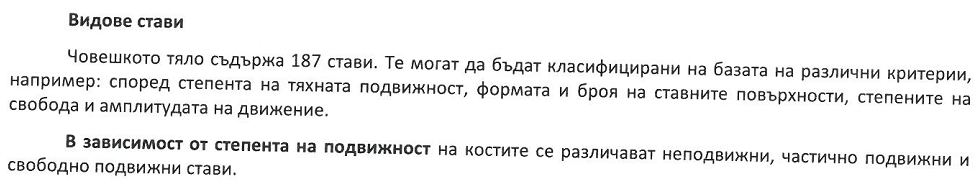 Видове стави
Човешкото тяло съдържа 187 стави. Те могат да бъдат класифицирани на базата на различни критерии,
например: според степента на тяхната подвижност, формата и броя на ставните повърхности, степените на
свобода и амплитудата на движение.
В зависимост от степента на подвижност на костите се различават неподвижни, частично подвижни и
свободно подвижни стави.